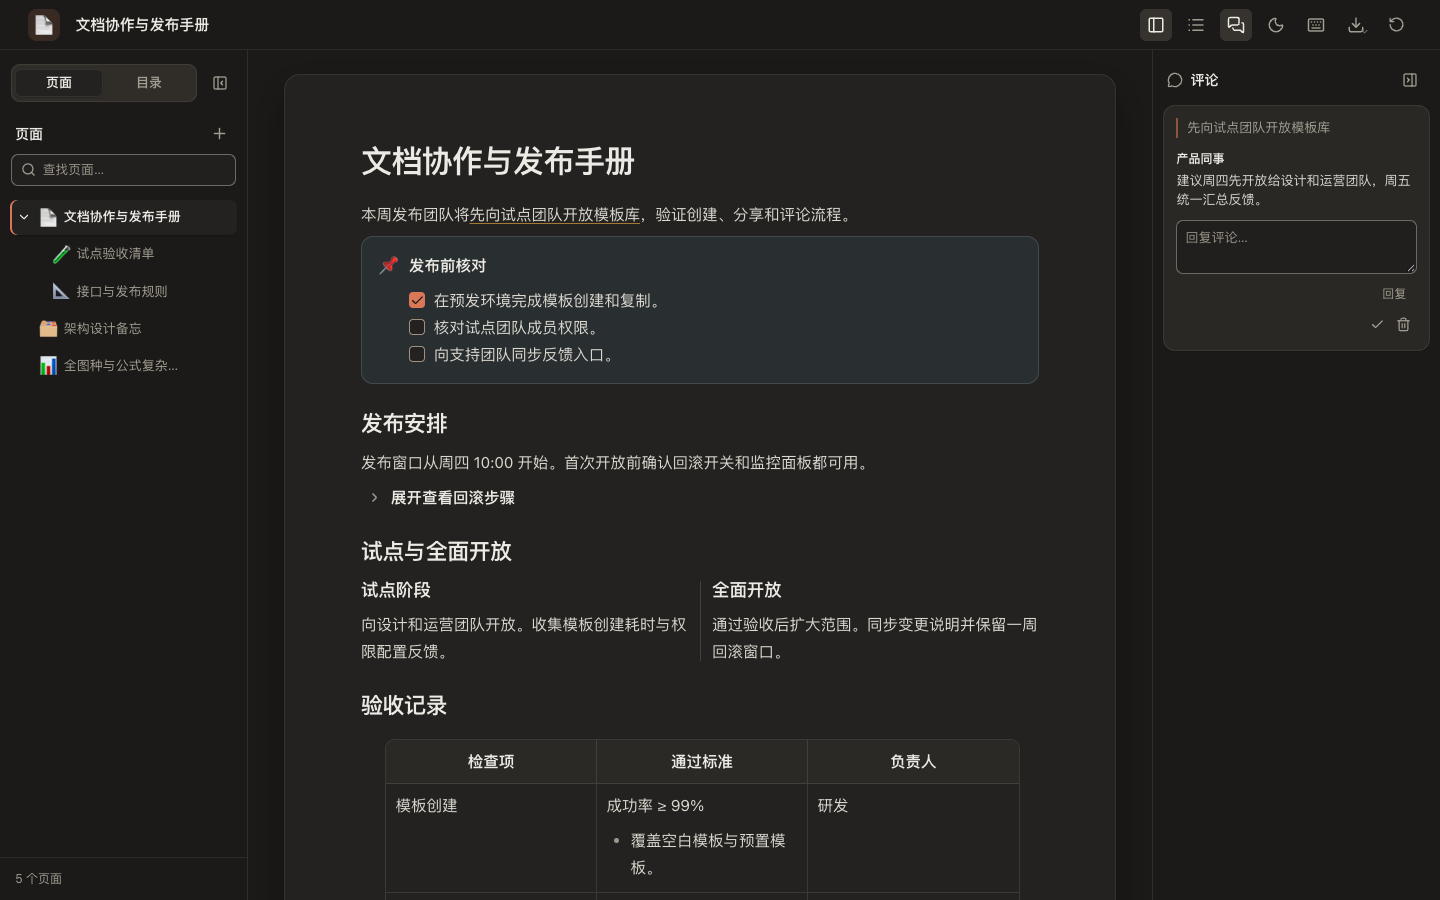 文档协作与发布手册
页面
目录
页面
查找页面...
文档协作与发布手册
试点验收清单
接口与发布规则
架构设计备忘
全图种与公式复杂...
5 个页面
文档协作与发布手册
本周发布团队将先向试点团队开放模板库，验证创建、分享和评论流程。
发布前核对
在预发环境完成模板创建和复制。
核对试点团队成员权限。
向支持团队同步反馈入口。
发布安排
发布窗口从周四 10:00 开始。首次开放前确认回滚开关和监控面板都可用。
展开查看回滚步骤
试点与全面开放
试点阶段
向设计和运营团队开放。收集模板创建耗时与权
限配置反馈。
全面开放
通过验收后扩大范围。同步变更说明并保留一周
回滚窗口。
验收记录
检查项
通过标准
负责人
模板创建
成功率 ≥ 99%
覆盖空白模板与预置模
板。
研发
评论
先向试点团队开放模板库
产品同事
建议周四先开放给设计和运营团队，周五
统一汇总反馈。
回复评论...
回复